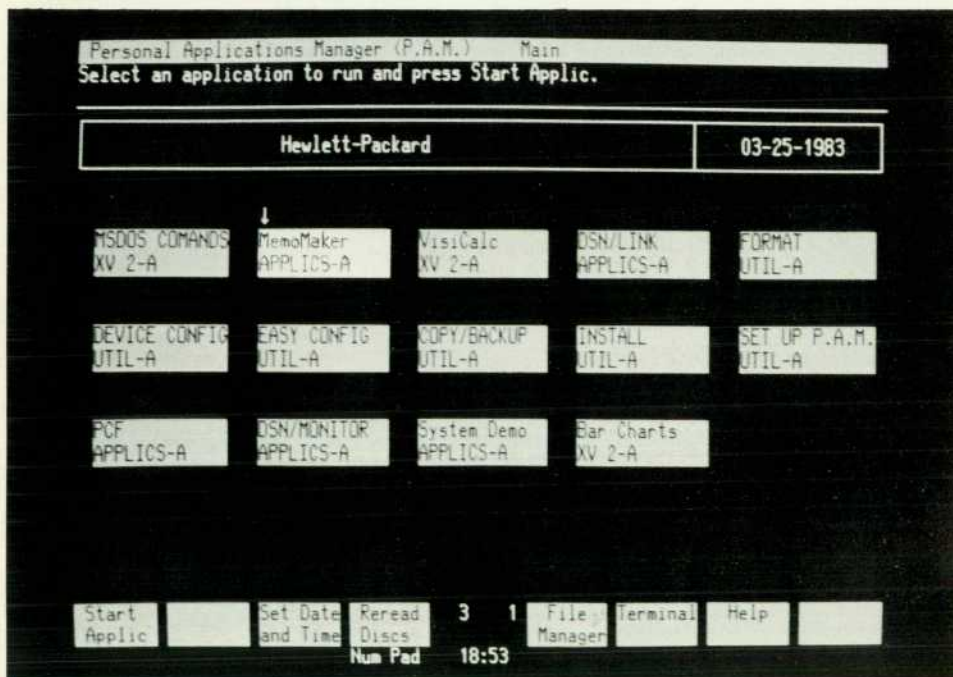 Personal Applications Manager (P.A.M.) Main
Select an application to run and press Start Applic.
Hewlett-Packard 03-25-1983
MSDOS COMANDS MemoMaker VisiCalc DSN/LINK FORMAT
XV 2-A APPLICS-A XV 2-A APPLICS-A UTIL-A
DEVICE CONFIG EASY CONFIG COPY/BACKUP INSTALL SET UP P.A.M.
UTIL-A UTIL-A UTIL-A UTIL-A UTIL-A
PCF DSN/MONITOR System Demo Bar Charts
APPLICS-A APPLICS-A APPLICS-A XV 2-A
Start Set Date Reread 3 1 File Terminal Help
Applic and Time Discs Manager
Num Pad 18:53